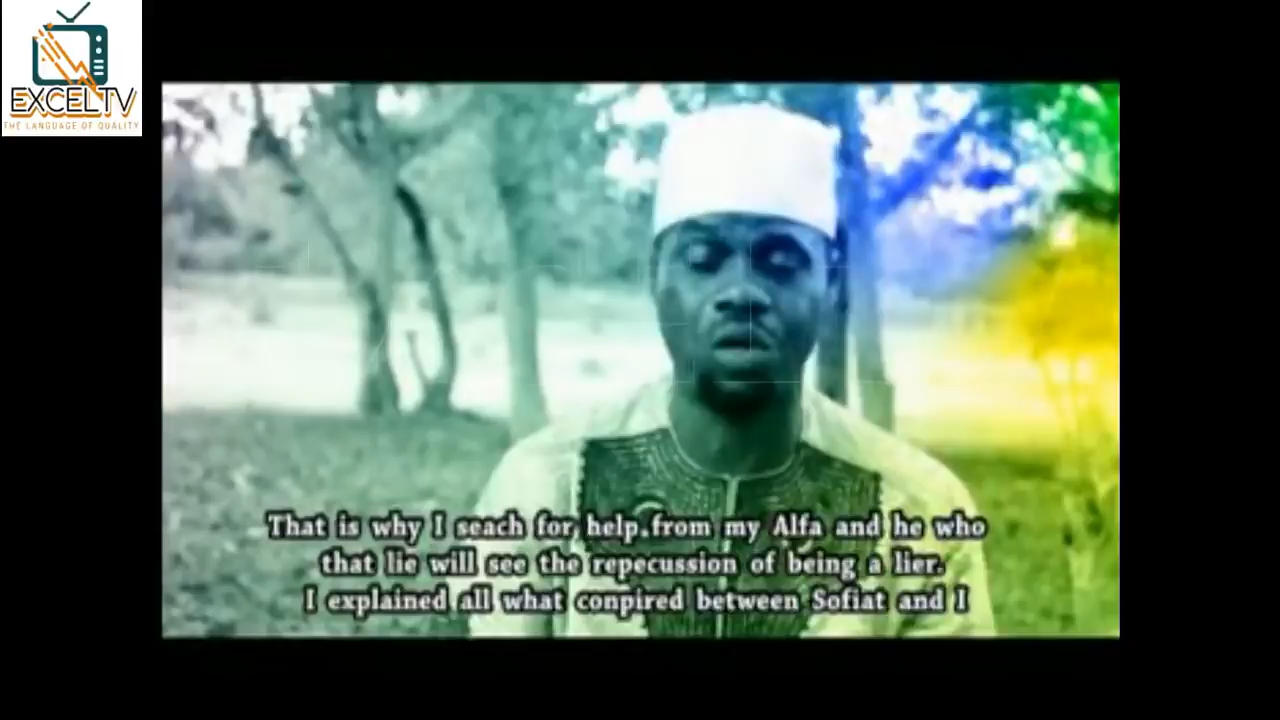 EXCELTV
THE LANGUAGE OF QUALITY
That is why I seach for help.from my Alfa and he who
that lie will see the repecussion of being a lier.
I explained all what conpired between Sofiat and I